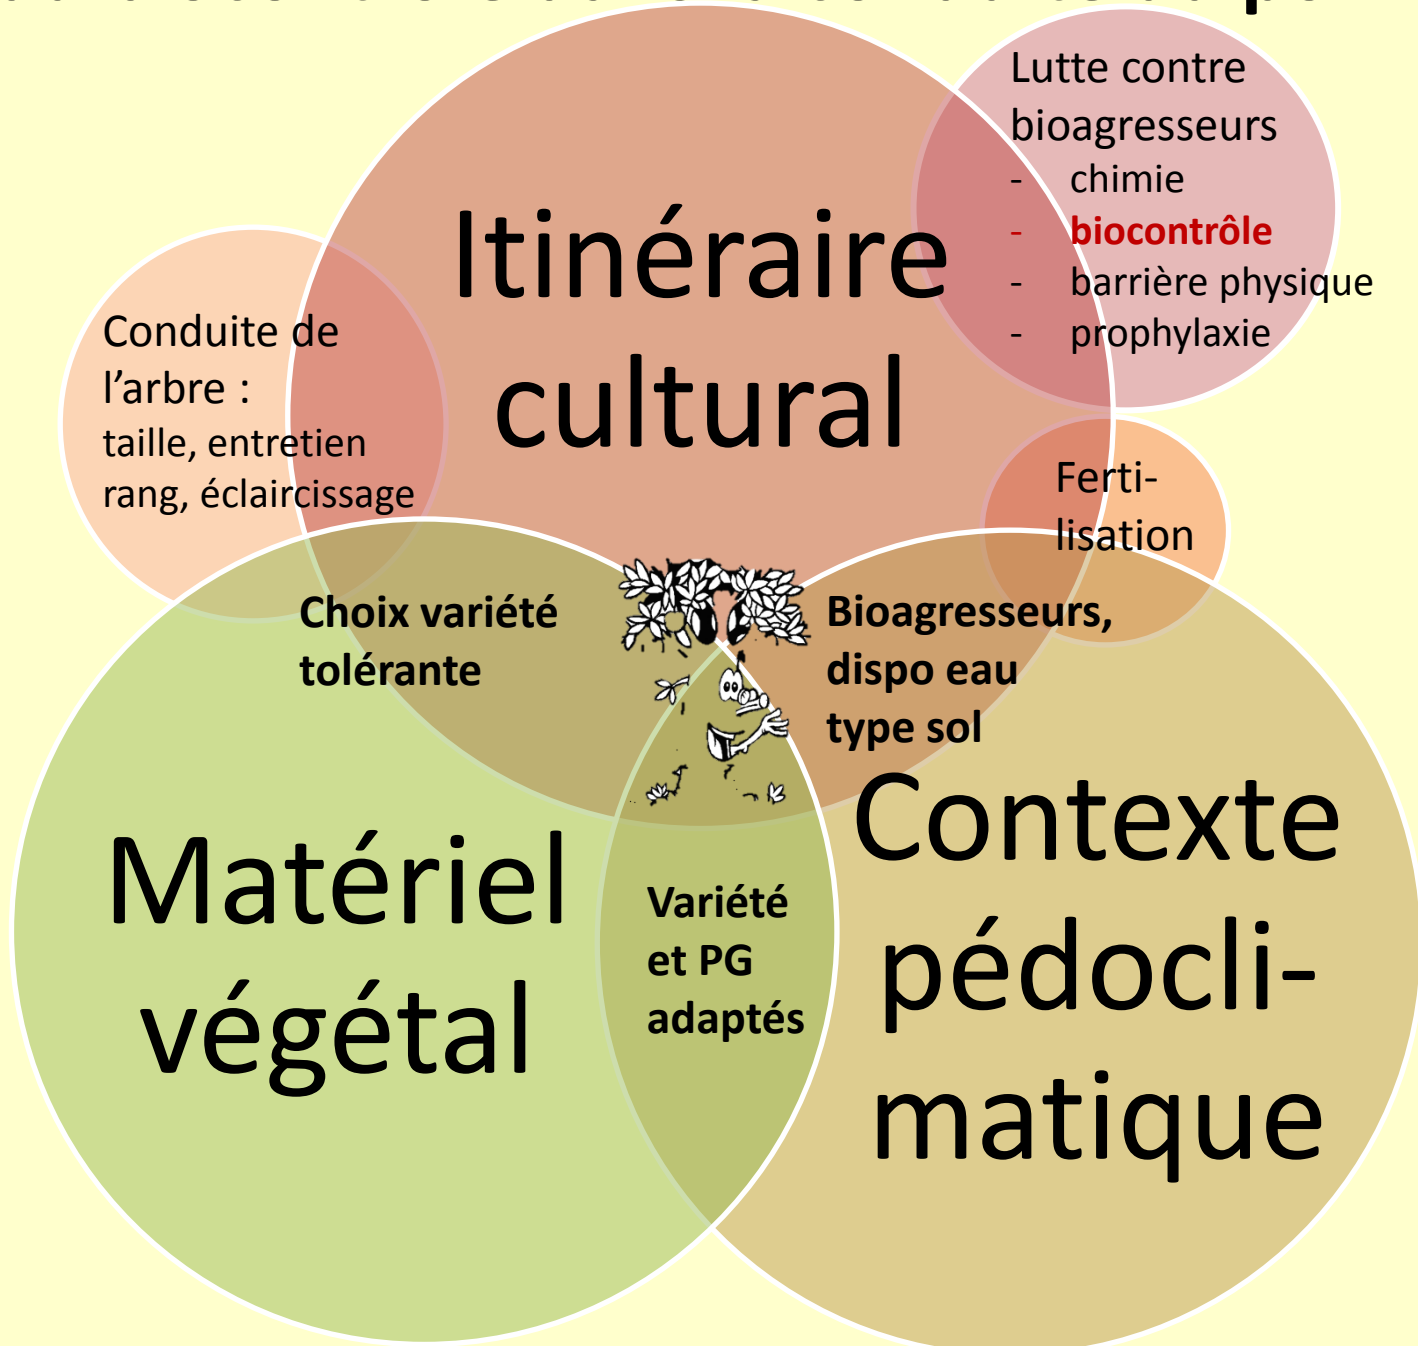 Lutte contre
bioagresseurs
- chimie
- biocontrôle
- barrière physique
- prophylaxie
Itinéraire
cultural
Conduite de
l'arbre :
taille, entretien
rang, éclaircissage
Ferti-
lisation
Choix variété
tolérante
Bioagresseurs,
dispo eau
type sol
Matériel
végétal
Variété
et PG
adaptés
Contexte
pédocli-
matique